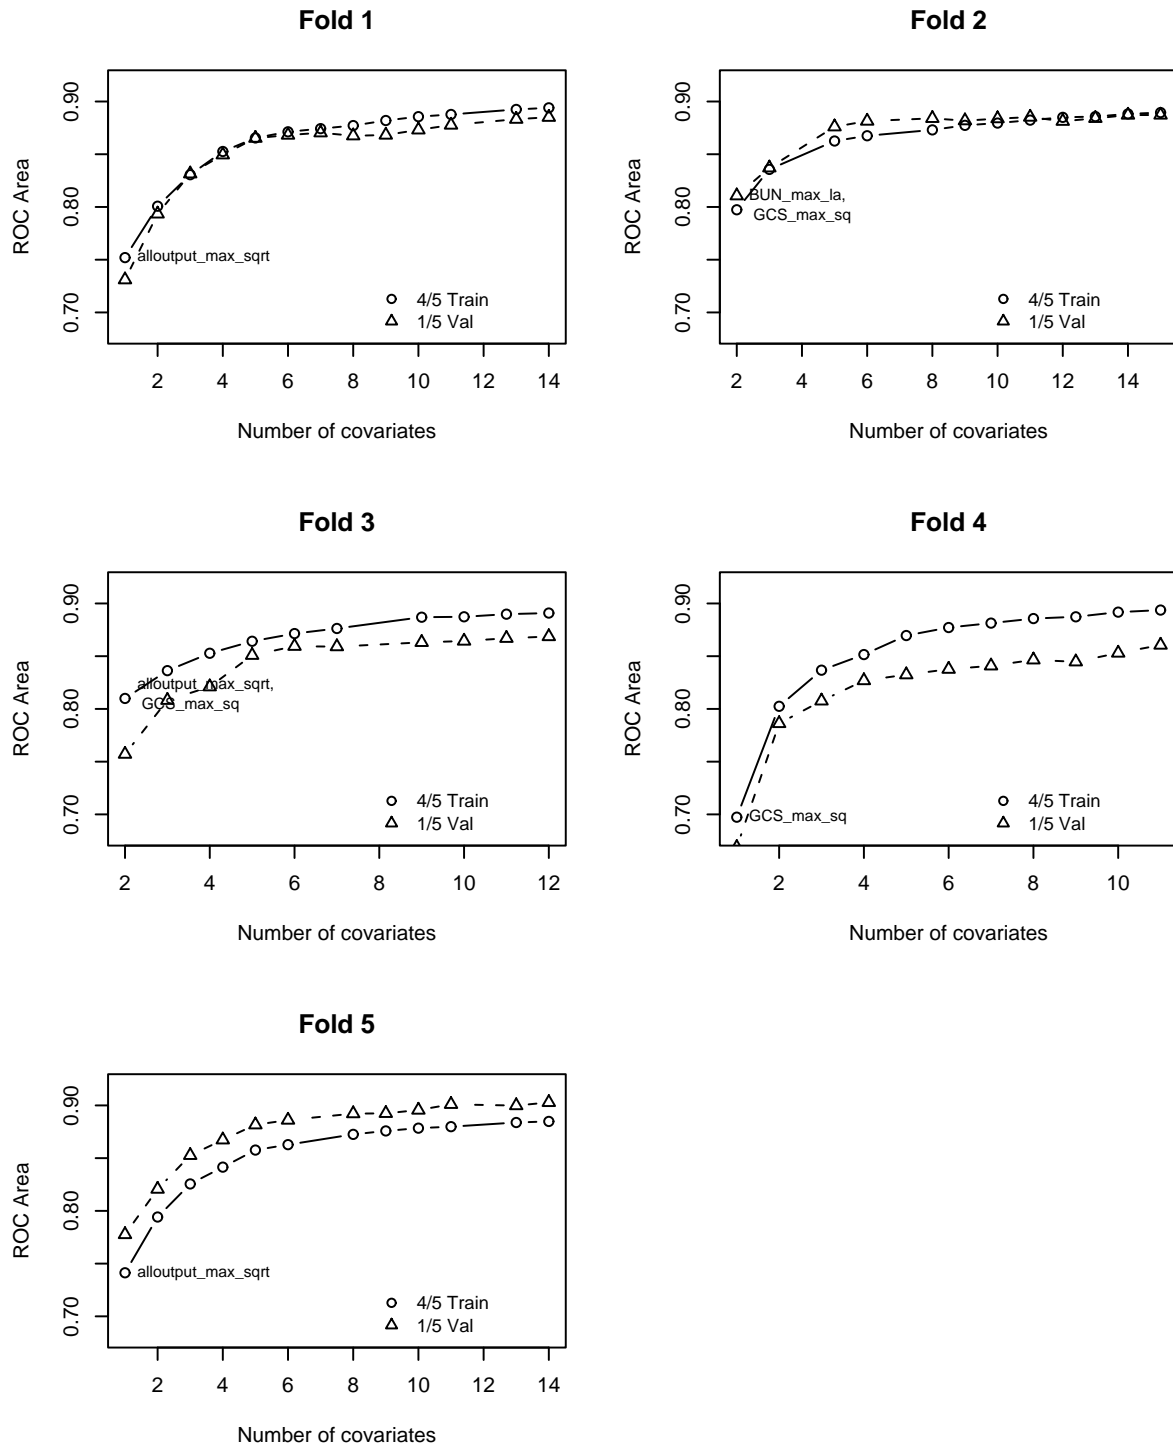 Fold 1
ROC Area
0.70 0.80 0.90
alloutput_max_sqrt
4/5 Train
1/5 Val
2 4 6 8 10 12 14
Number of covariates
Fold 2
ROC Area
0.70 0.80 0.90
BUN_max_la,
GCS_max_sq
4/5 Train
1/5 Val
2 4 6 8 10 14
Number of covariates
Fold 3
ROC Area
0.70 0.80 0.90
alloutput_max_sqrt,
GCS_max_sq
4/5 Train
1/5 Val
2 4 6 8 10 12
Number of covariates
Fold 4
ROC Area
0.70 0.80 0.90
GCS_max_sq
4/5 Train
1/5 Val
2 4 6 8 10
Number of covariates
Fold 5
ROC Area
0.70 0.80 0.90
alloutput_max_sqrt
4/5 Train
1/5 Val
2 4 6 8 10 12 14
Number of covariates